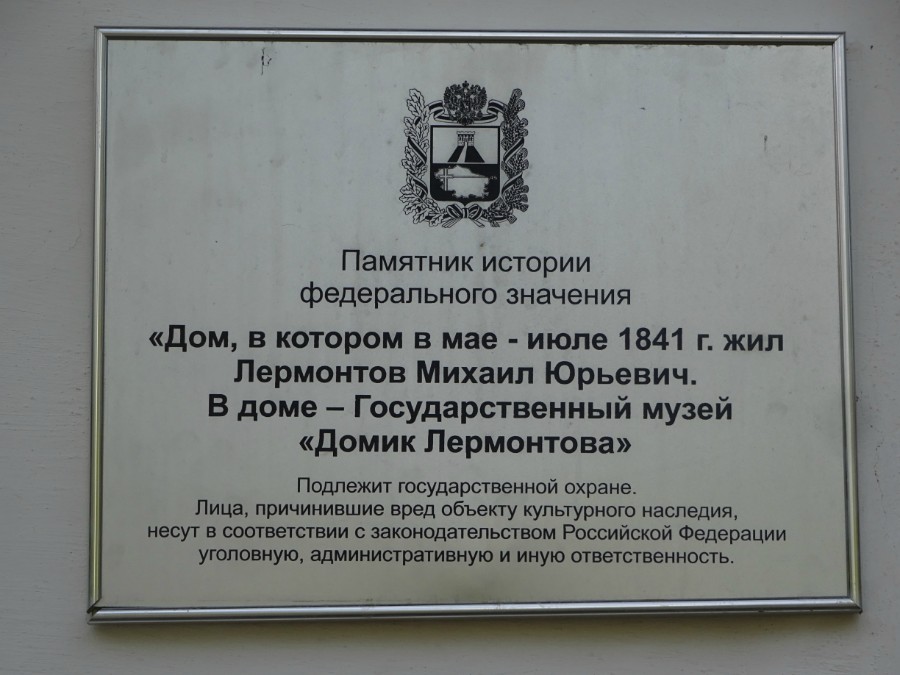 Памятник истории
федерального значения
«Дом, в котором в мае - июле 1841 г. жил
Лермонтов Михаил Юрьевич.
В доме – Государственный музей
«Домик Лермонтова»
Подлежит государственной охране.
Лица, причинившие вред объекту культурного наследия,
несут в соответствии с законодательством Российской Федерации
уголовную, административную и иную ответственность.